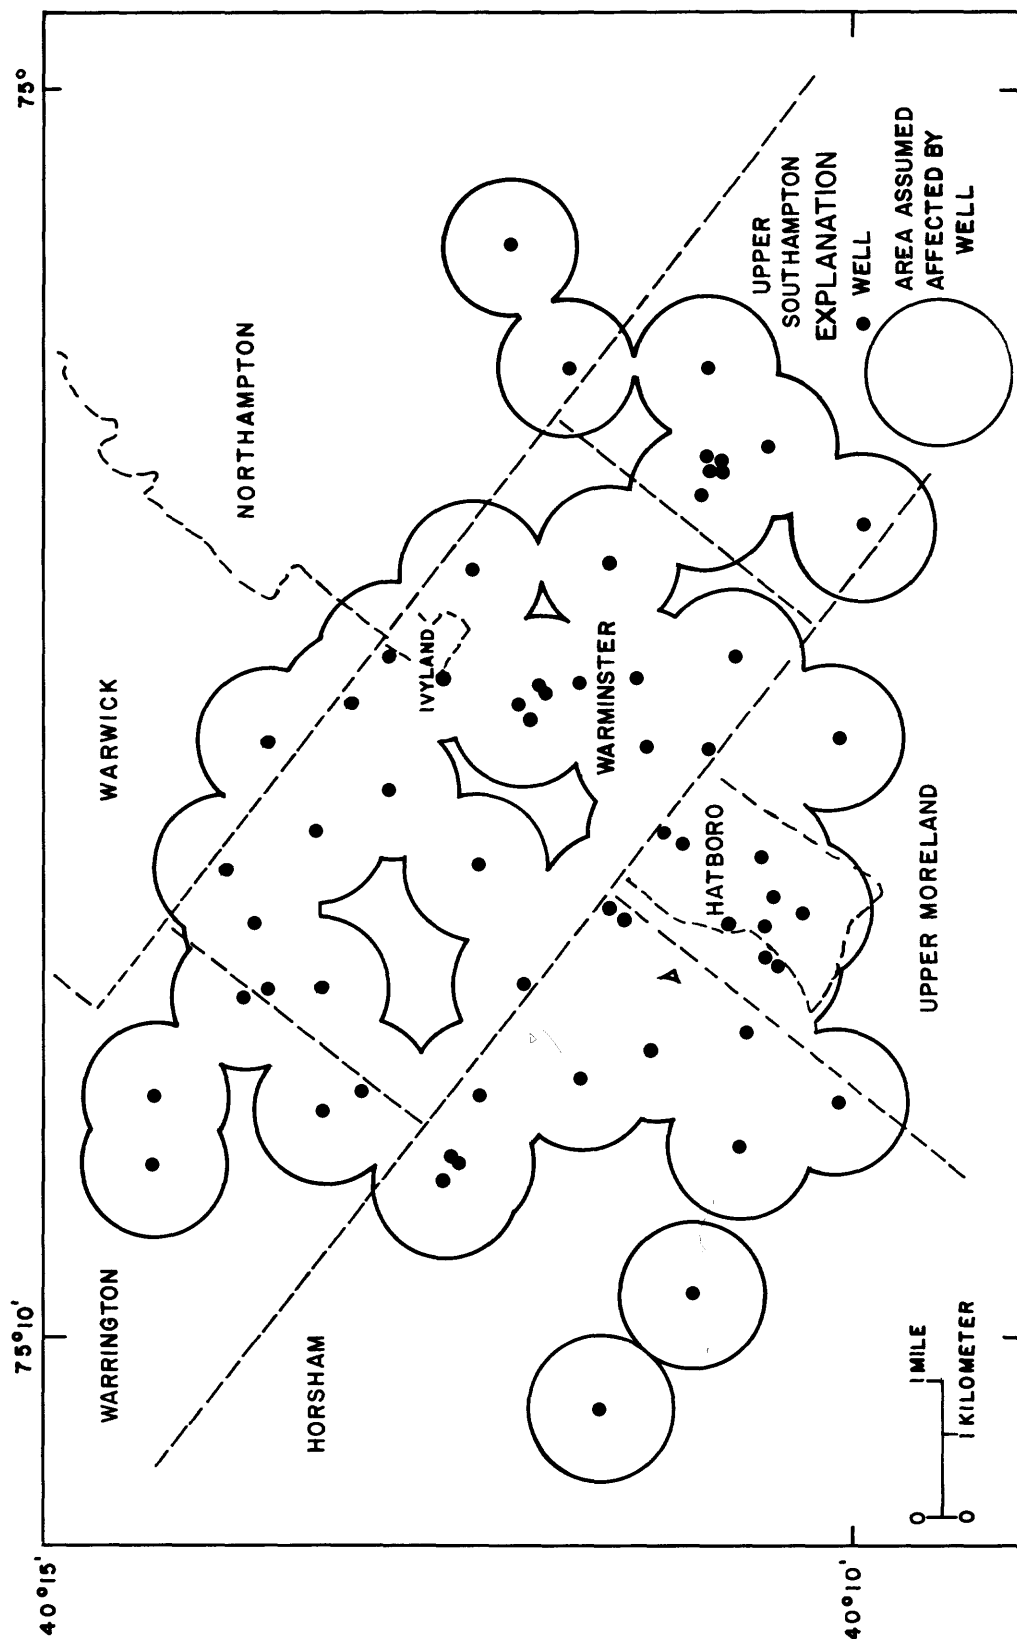 40°15'
75°10'
75°
WARRINGTON
WARWICK
NORTHAMPTON
HORSHAM
IVYLAND
WARMINSTER
HATBORO
UPPER
SOUTHAMPTON
EXPLANATION
WELL
AREA ASSUMED
AFFECTED BY
WELL
UPPER MORELAND
40°10'
0 1 MILE
0 1 KILOMETER